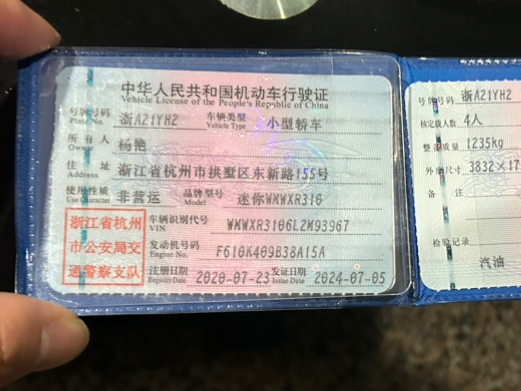 中华人民共和国机动车行驶证
Vehicle License of the People's Republic of China
号牌号码 浙A21YH2 车辆类型 小型轿车
Plate No. Vehicle Type
所有人 杨艳
Owner
住址 浙江省杭州市拱墅区东新路155号
Address
使用性质 非营运 品牌型号 迷你WMWXR310
Use Character Model
浙江省杭州
市公安局交
通警察支队
车辆识别代号 WMWXR3106L2M93967
VIN
发动机号码 F610K409B38A15A
Engine No.
注册日期 2020-07-23 发证日期 2024-07-05
Register Date Issue Date
号牌号码 浙A21YH2
核定载人数 4人
整备质量 1235kg
外廓尺寸 3832×17
备注
检验记录
汽油